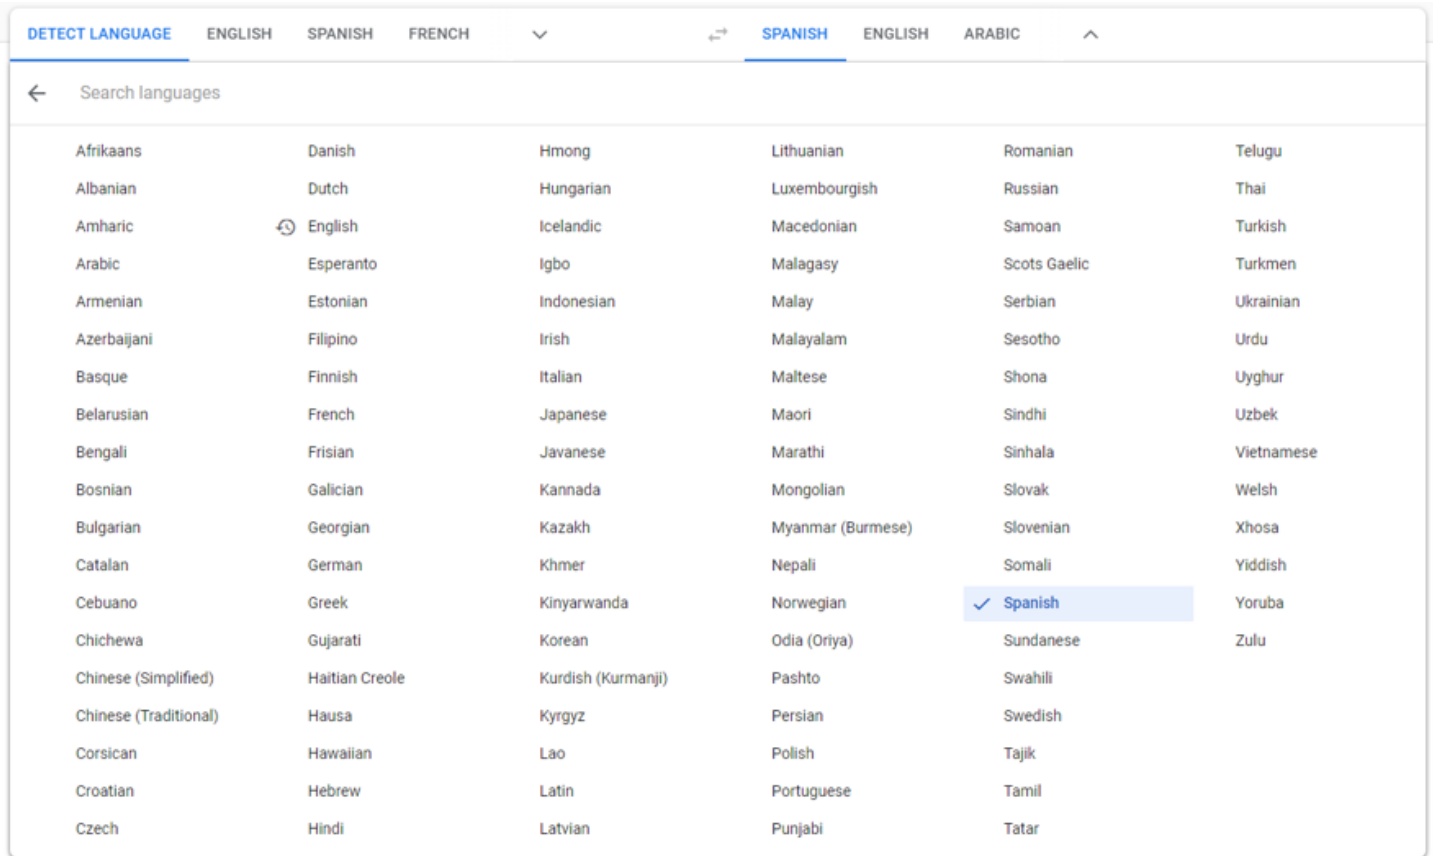 DETECT LANGUAGE ENGLISH SPANISH FRENCH SPANISH ENGLISH ARABIC
Search languages
Afrikaans Danish Hmong Lithuanian Romanian Telugu
Albanian Dutch Hungarian Luxembourgish Russian Thai
Amharic English Icelandic Macedonian Samoan Turkish
Arabic Esperanto Igbo Malagasy Scots Gaelic Turkmen
Armenian Estonian Indonesian Malay Serbian Ukrainian
Azerbaijani Filipino Irish Malayalam Sesotho Urdu
Basque Finnish Italian Maltese Shona Uyghur
Belarusian French Japanese Maori Sindhi Uzbek
Bengali Frisian Javanese Marathi Sinhala Vietnamese
Bosnian Galician Kannada Mongolian Slovak Welsh
Bulgarian Georgian Kazakh Myanmar (Burmese) Slovenian Xhosa
Catalan German Khmer Nepali Somali Yiddish
Cebuano Greek Kinyarwanda Norwegian Spanish Yoruba
Chichewa Gujarati Korean Odia (Oriya) Sundanese Zulu
Chinese (Simplified) Haitian Creole Kurdish (Kurmanji) Pashto Swahili
Chinese (Traditional) Hausa Kyrgyz Persian Swedish
Corsican Hawaiian Lao Polish Tajik
Croatian Hebrew Latin Portuguese Tamil
Czech Hindi Latvian Punjabi Tatar